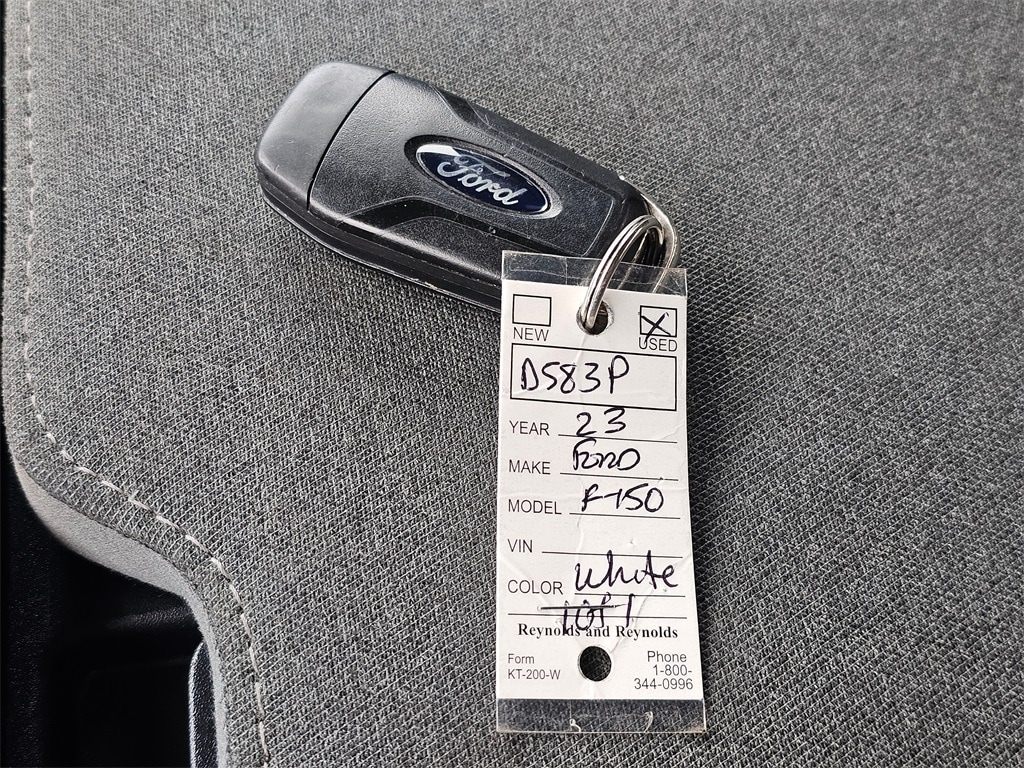 Ford
NEW
X
USED
D583P
YEAR 23
MAKE FORD
MODEL F-150
VIN
COLOR White
Reynolds and Reynolds
Form
KT-200-W
Phone
1-800-
344-0996